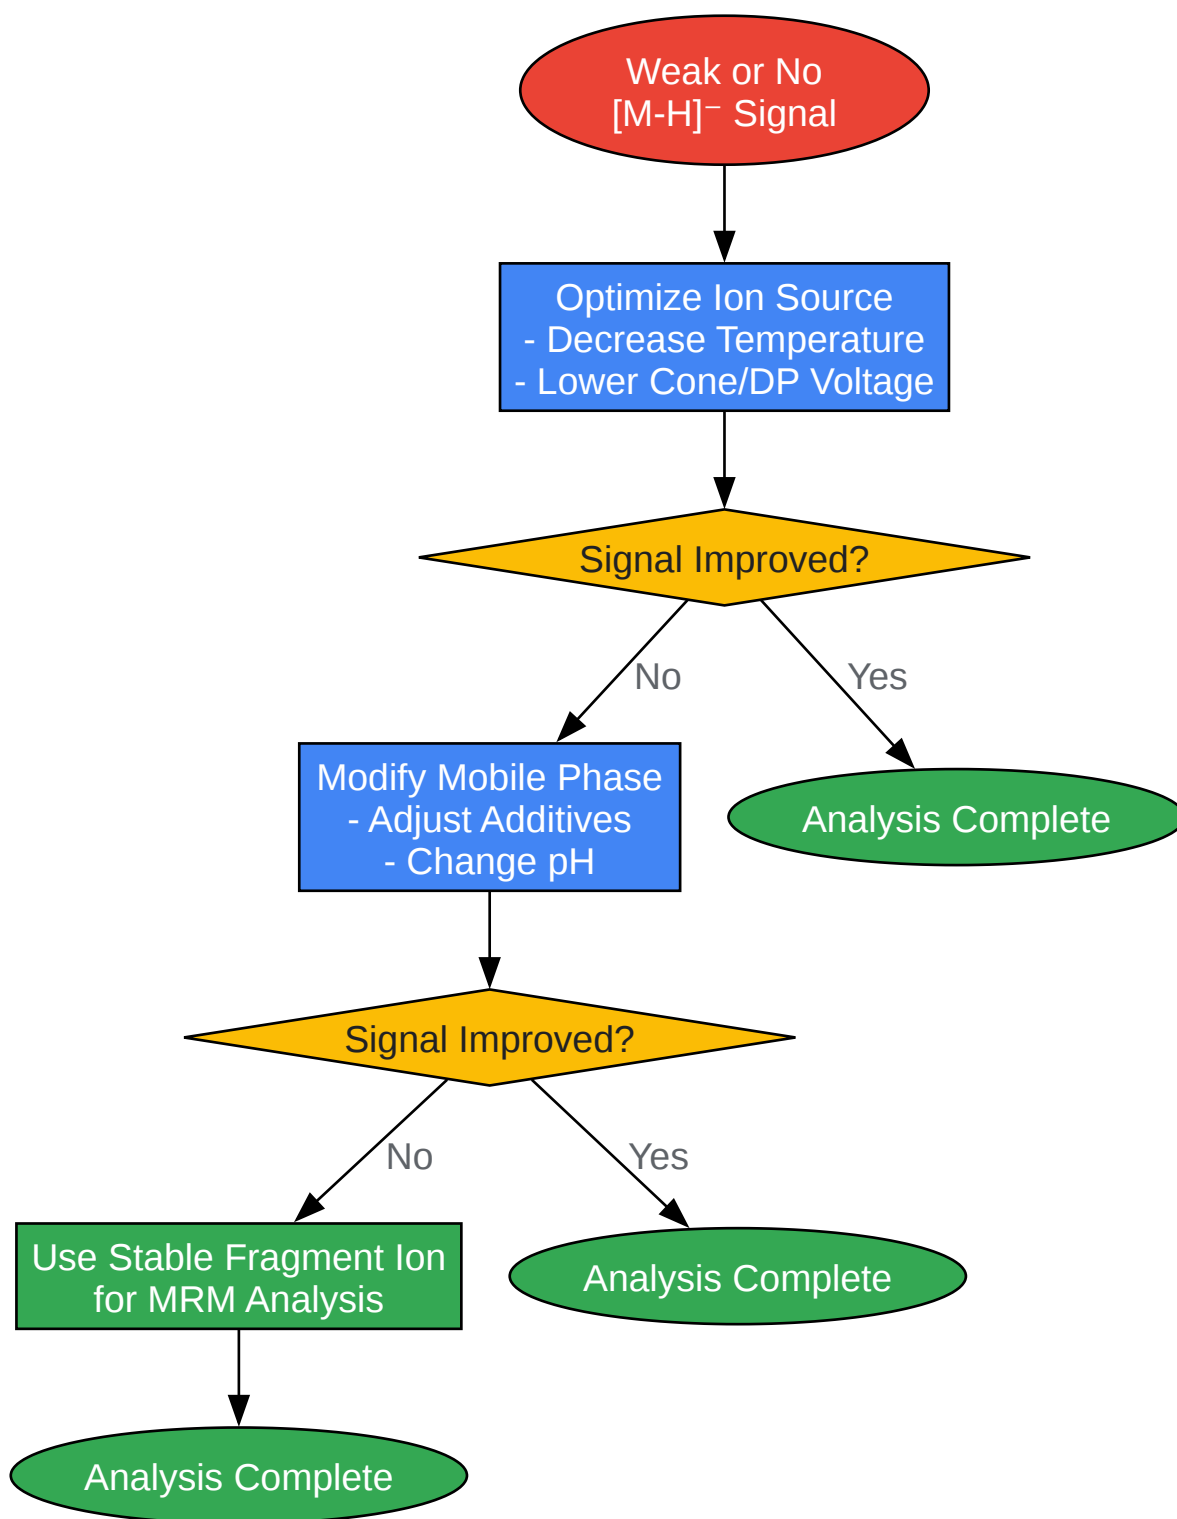 Weak or No
[M-H]⁻ Signal
Optimize Ion Source
- Decrease Temperature
- Lower Cone/DP Voltage
Signal Improved?
No
Yes
Modify Mobile Phase
- Adjust Additives
- Change pH
Analysis Complete
Signal Improved?
No
Yes
Use Stable Fragment Ion
for MRM Analysis
Analysis Complete
Analysis Complete